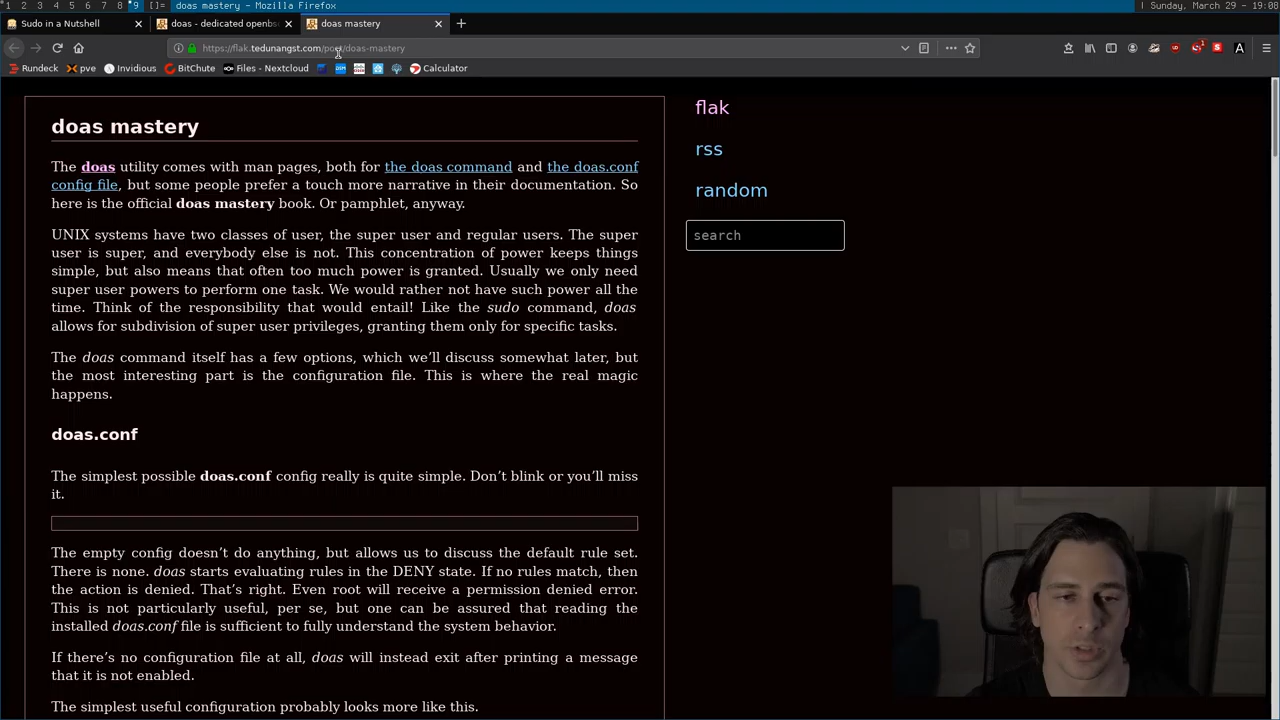 1 2 3 4 5 6 7 8 9 []= doas mastery - Mozilla Firefox | Sunday, March 29 - 19:08
Sudo in a Nutshell × doas - dedicated openbs × doas mastery × +
https://flak.tedunangst.com/post/doas-mastery
Rundeck pve Invidious BitChute Files - Nextcloud Calculator
doas mastery
The doas utility comes with man pages, both for the doas command and the doas.conf
config file, but some people prefer a touch more narrative in their documentation. So
here is the official doas mastery book. Or pamphlet, anyway.
UNIX systems have two classes of user, the super user and regular users. The super
user is super, and everybody else is not. This concentration of power keeps things
simple, but also means that often too much power is granted. Usually we only need
super user powers to perform one task. We would rather not have such power all the
time. Think of the responsibility that would entail! Like the sudo command, doas
allows for subdivision of super user privileges, granting them only for specific tasks.
The doas command itself has a few options, which we’ll discuss somewhat later, but
the most interesting part is the configuration file. This is where the real magic
happens.
doas.conf
The simplest possible doas.conf config really is quite simple. Don’t blink or you’ll miss
it.
The empty config doesn’t do anything, but allows us to discuss the default rule set.
There is none. doas starts evaluating rules in the DENY state. If no rules match, then
the action is denied. That’s right. Even root will receive a permission denied error.
This is not particularly useful, per se, but one can be assured that reading the
installed doas.conf file is sufficient to fully understand the system behavior.
If there’s no configuration file at all, doas will instead exit after printing a message
that it is not enabled.
The simplest useful configuration probably looks more like this.
flak
rss
random
search